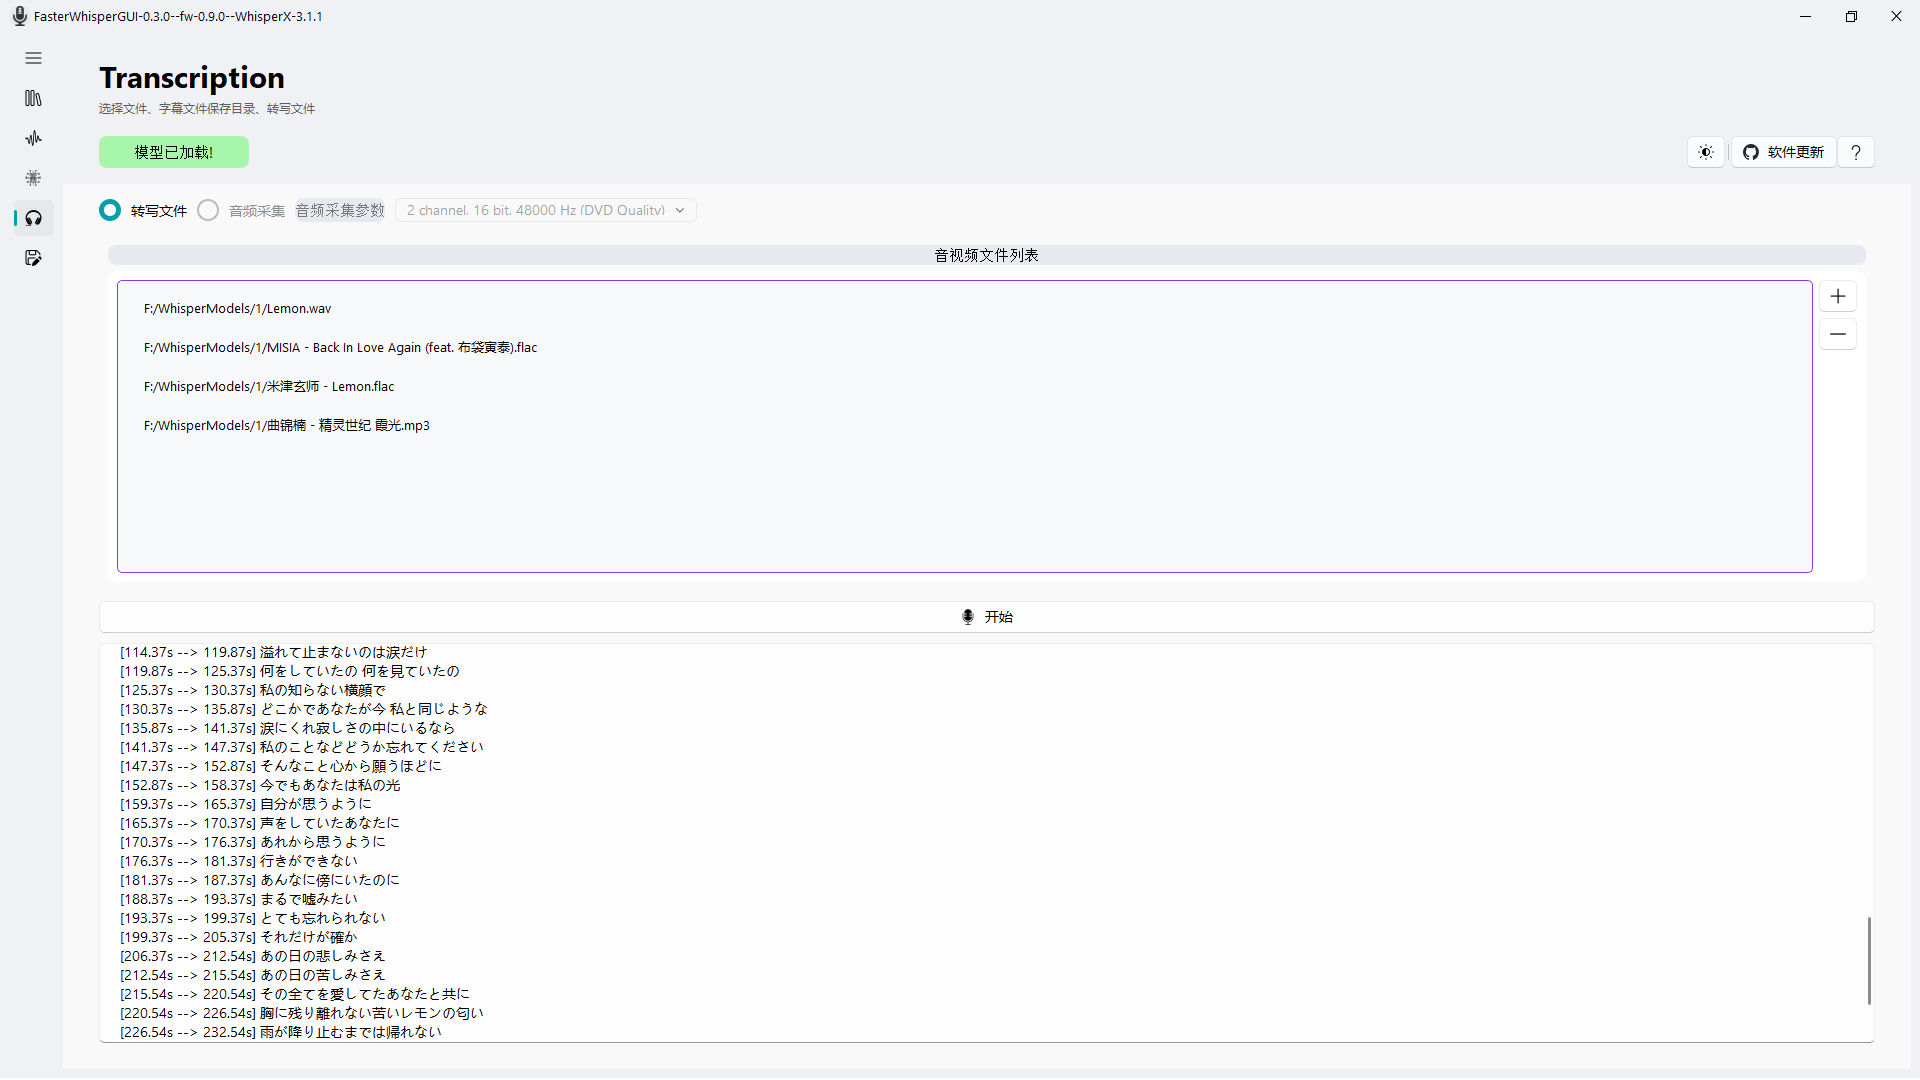 FasterWhisperGUI-0.3.0--fw-0.9.0--WhisperX-3.1.1
Transcription
选择文件、字幕文件保存目录、转写文件
模型已加载!
软件更新
?
转写文件 音频采集 音频采集参数 2 channel. 16 bit. 48000 Hz (DVD Quality)
音视频文件列表
F:/WhisperModels/1/Lemon.wav
F:/WhisperModels/1/MISIA - Back In Love Again (feat. 布袋寅泰).flac
F:/WhisperModels/1/米津玄师 - Lemon.flac
F:/WhisperModels/1/曲锦楠 - 精灵世纪 霞光.mp3
开始
[114.37s --> 119.87s] 溢れて止まないのは涙だけ
[119.87s --> 125.37s] 何をしていたの 何を見ていたの
[125.37s --> 130.37s] 私の知らない横顔で
[130.37s --> 135.87s] どこかであなたが今 私と同じような
[135.87s --> 141.37s] 涙にくれ寂しさの中にいるなら
[141.37s --> 147.37s] 私のことなどどうか忘れてください
[147.37s --> 152.87s] そんなこと心から願うほどに
[152.87s --> 158.37s] 今でもあなたは私の光
[159.37s --> 165.37s] 自分が思うように
[165.37s --> 170.37s] 声をしていたあなたに
[170.37s --> 176.37s] あれから思うように
[176.37s --> 181.37s] 行きができない
[181.37s --> 187.37s] あんなに傍にいたのに
[188.37s --> 193.37s] まるで嘘みたい
[193.37s --> 199.37s] とても忘れられない
[199.37s --> 205.37s] それだけが確か
[206.37s --> 212.54s] あの日の悲しみさえ
[212.54s --> 215.54s] あの日の苦しみさえ
[215.54s --> 220.54s] その全てを愛してたあなたと共に
[220.54s --> 226.54s] 胸に残り離れない苦いレモンの匂い
[226.54s --> 232.54s] 雨が降り止むまでは帰れない